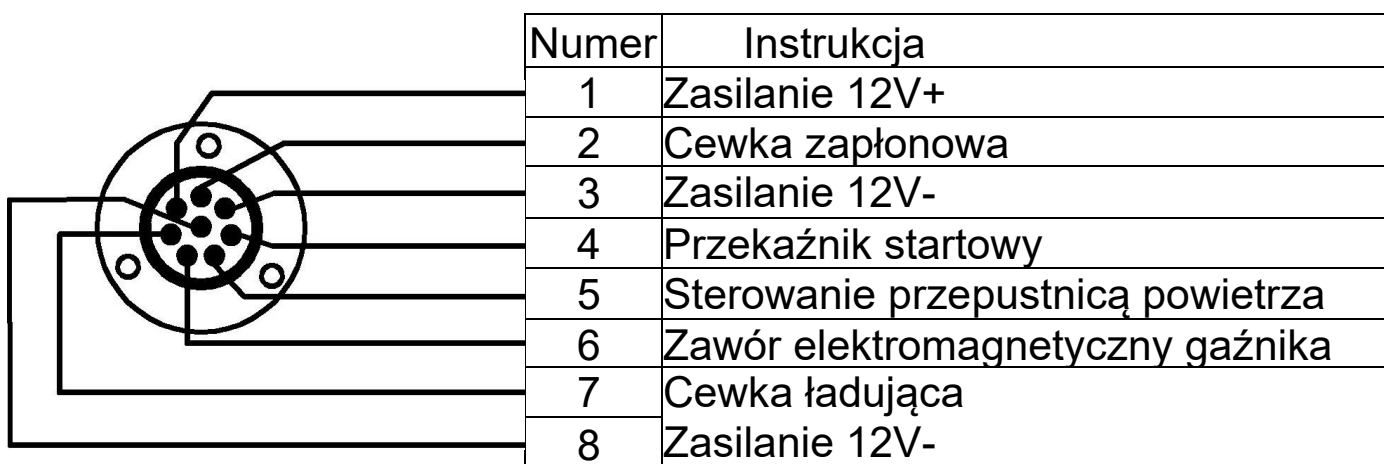 Numer Instrukcja
1 Zasilanie 12V+
2 Cewka zapłonowa
3 Zasilanie 12V-
4 Przekaźnik startowy
5 Sterowanie przepustnicą powietrza
6 Zawór elektromagnetyczny gaźnika
7 Cewka ładująca
8 Zasilanie 12V-